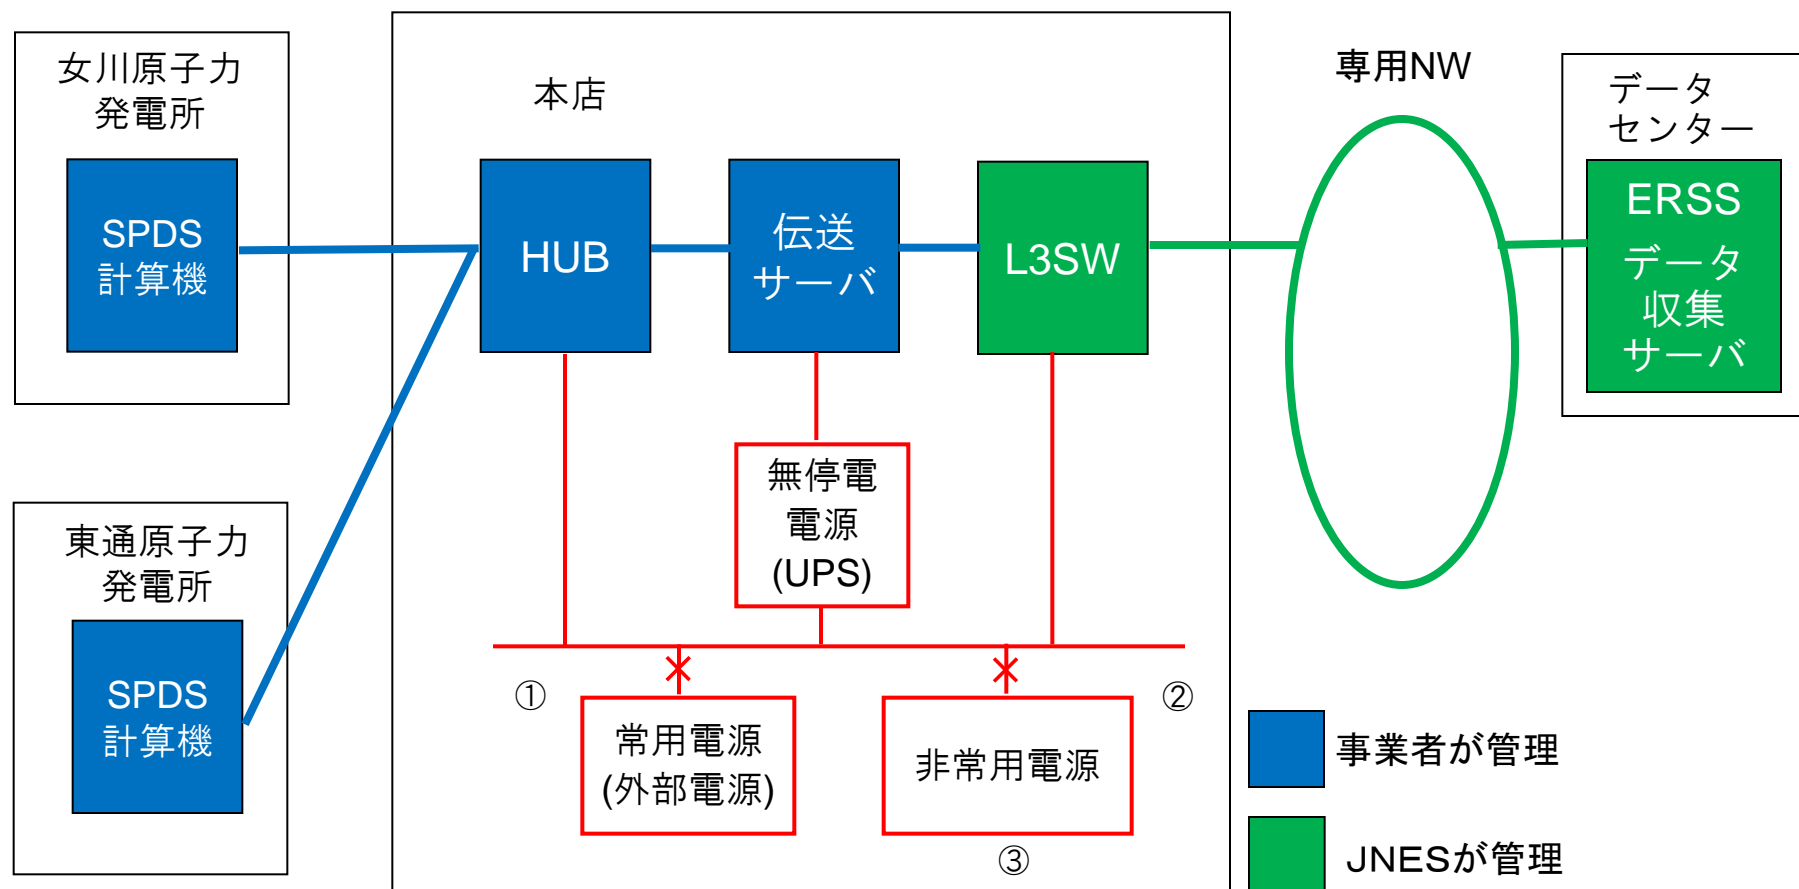 女川原子力
発電所
SPDS
計算機
東通原子力
発電所
SPDS
計算機
本店
HUB
伝送
サーバ
L3SW
無停電
電源
(UPS)
①
②
常用電源
(外部電源)
非常用電源
③
専用NW
データ
センター
ERSS
データ
収集
サーバ
事業者が管理
JNESが管理